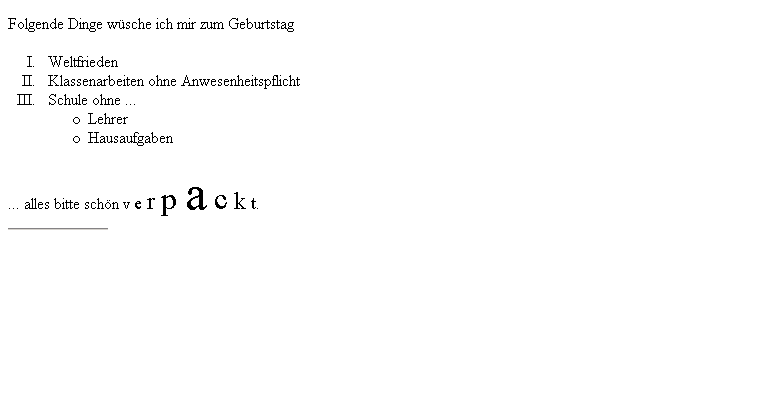 Folgende Dinge wüsche ich mir zum Geburtstag
I. Weltfrieden
II. Klassenarbeiten ohne Anwesenheitspflicht
III. Schule ohne ...
o Lehrer
o Hausaufgaben
... alles bitte schön v e r p a c k t.